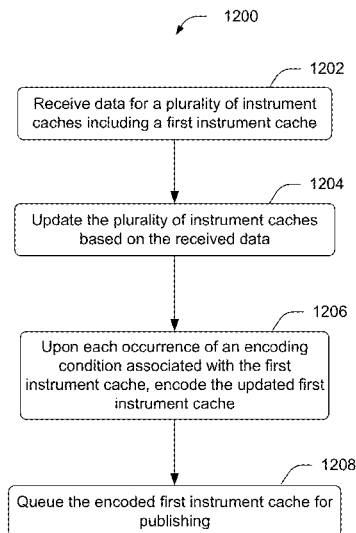 1200
1202
Receive data for a plurality of instrument
caches including a first instrument cache
1204
Update the plurality of instrument caches
based on the received data
1206
Upon each occurrence of an encoding
condition associated with the first
instrument cache, encode the updated first
instrument cache
1208
Queue the encoded first instrument cache for
publishing